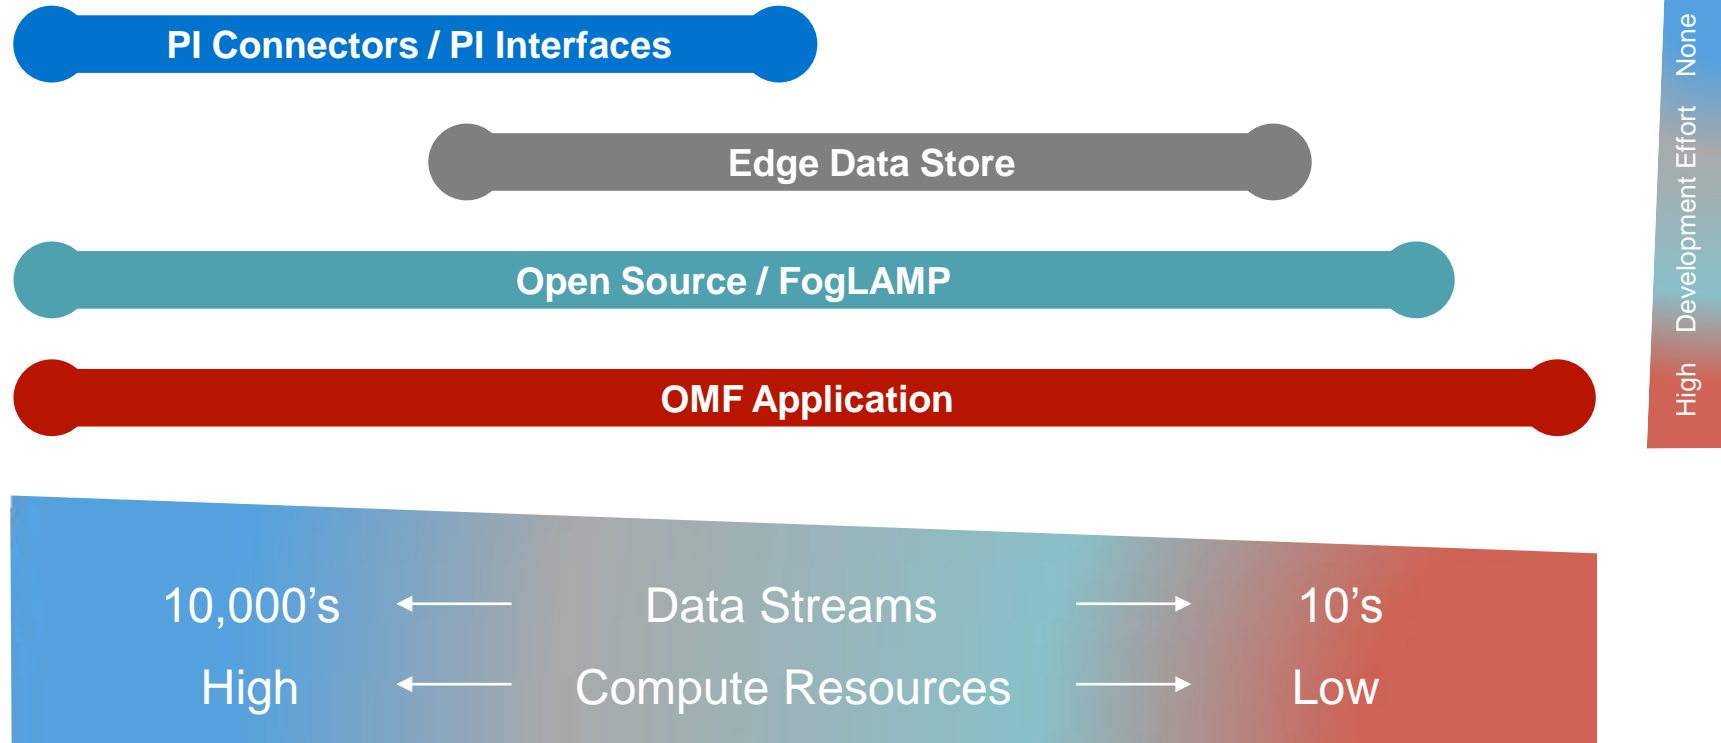 PI Connectors / PI Interfaces
Edge Data Store
Open Source / FogLAMP
OMF Application
None
Development Effort
High
10,000’s
Data Streams
10’s
High
Compute Resources
Low